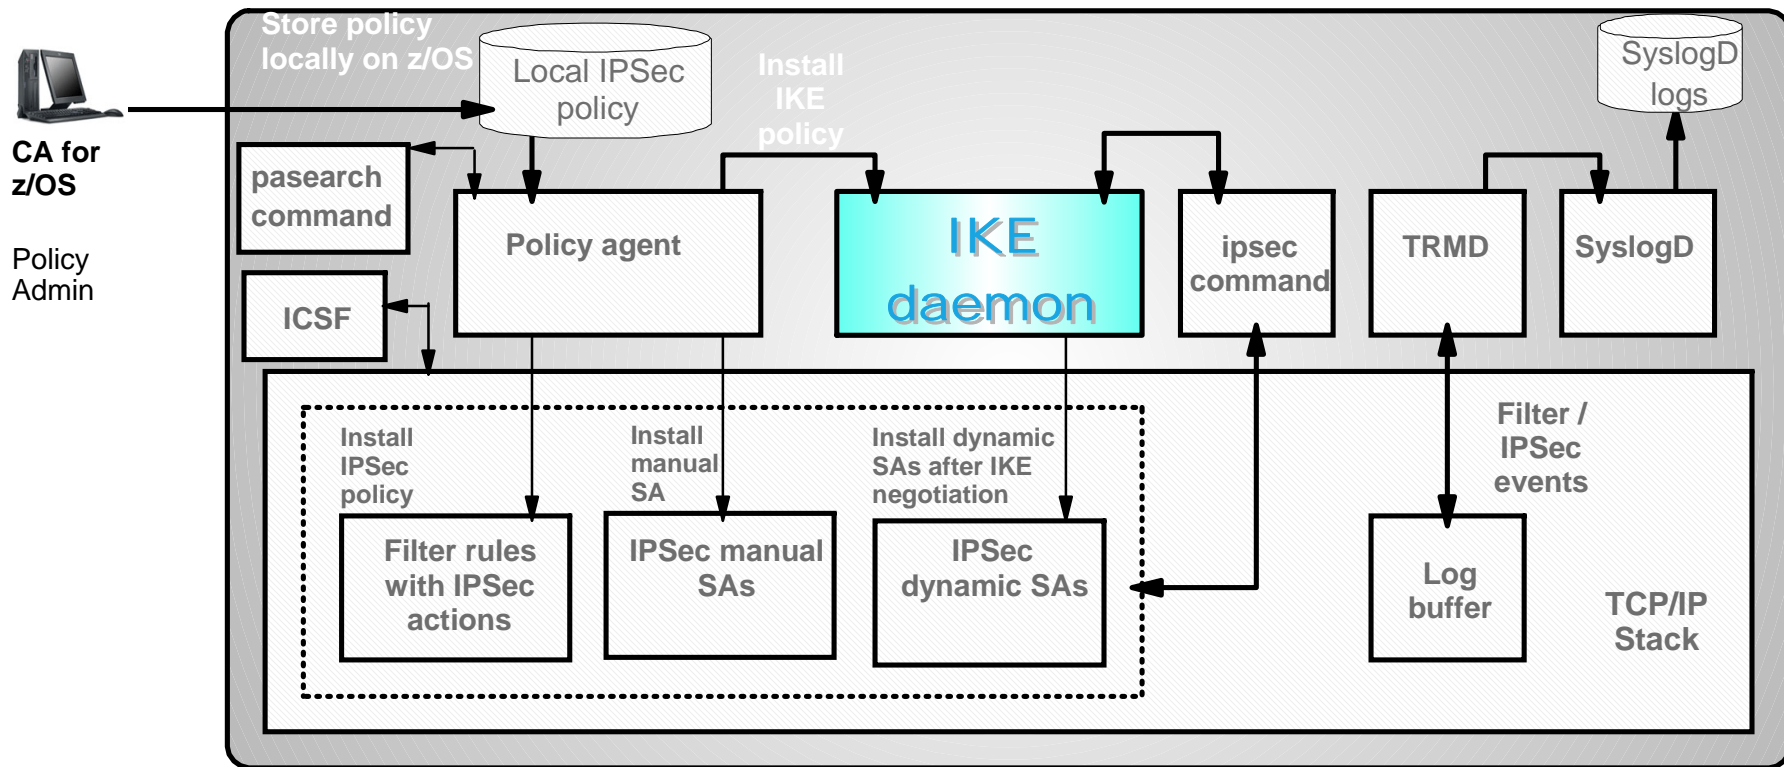 Store policy
locally on z/OS
Local IPSec
policy
Install
IKE
policy
SyslogD
logs
CA for
z/OS
Policy
Admin
pasearch
command
ICSF
Policy agent
IKE
daemon
ipsec
command
TRMD
SyslogD
Install
IPSec
policy
Install
manual
SA
Install dynamic
SAs after IKE
negotiation
Filter /
IPSec
events
Filter rules
with IPSec
actions
IPSec manual
SAs
IPSec
dynamic SAs
Log
buffer
TCP/IP
Stack